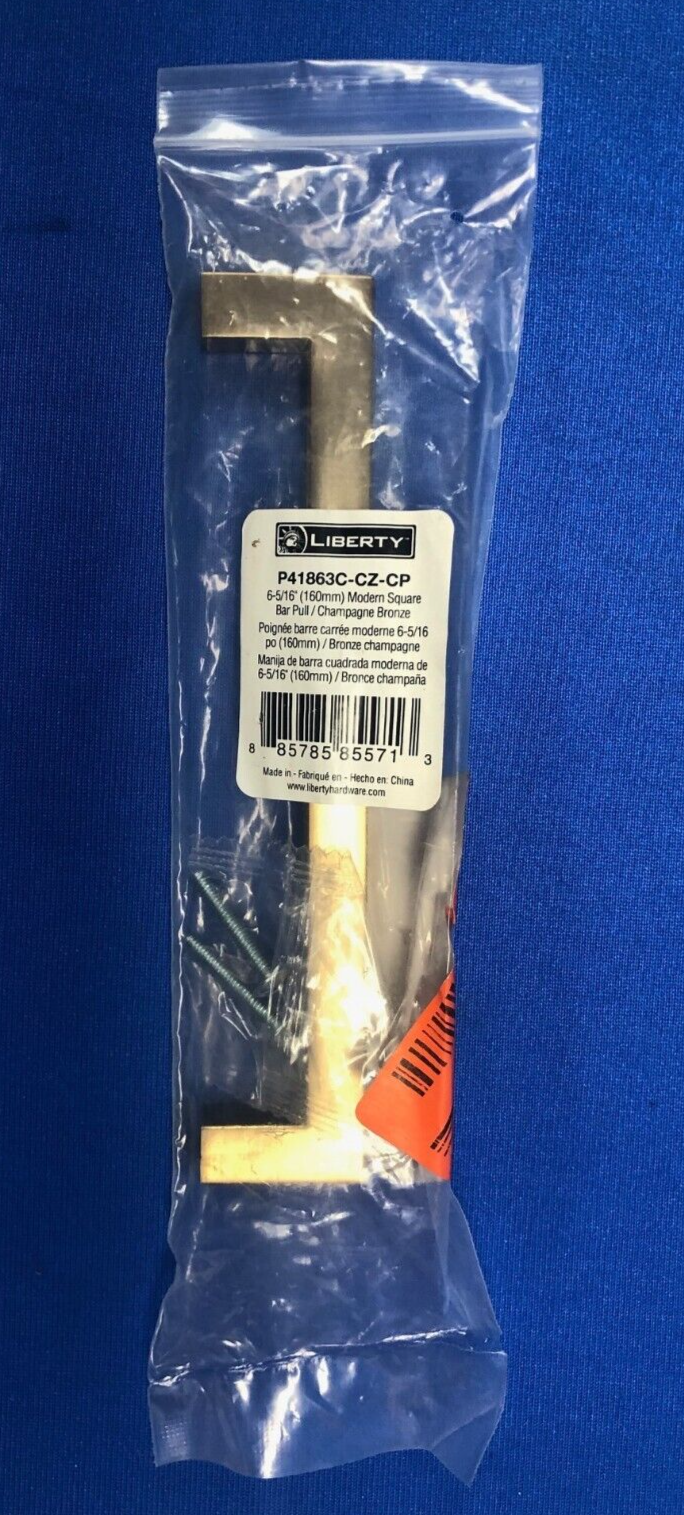 LIBERTY
P41863C-CZ-CP
6-5/16" (160mm) Modern Square
Bar Pull / Champagne Bronze
Poignée barre carrée moderne 6-5/16
po (160mm) / Bronze champagne
Manija de barra cuadrada moderna de
6-5/16" (160mm) / Bronce champaña
8 85785 85571 3
Made in - Fabriqué en - Hecho en: China
www.libertyhardware.com